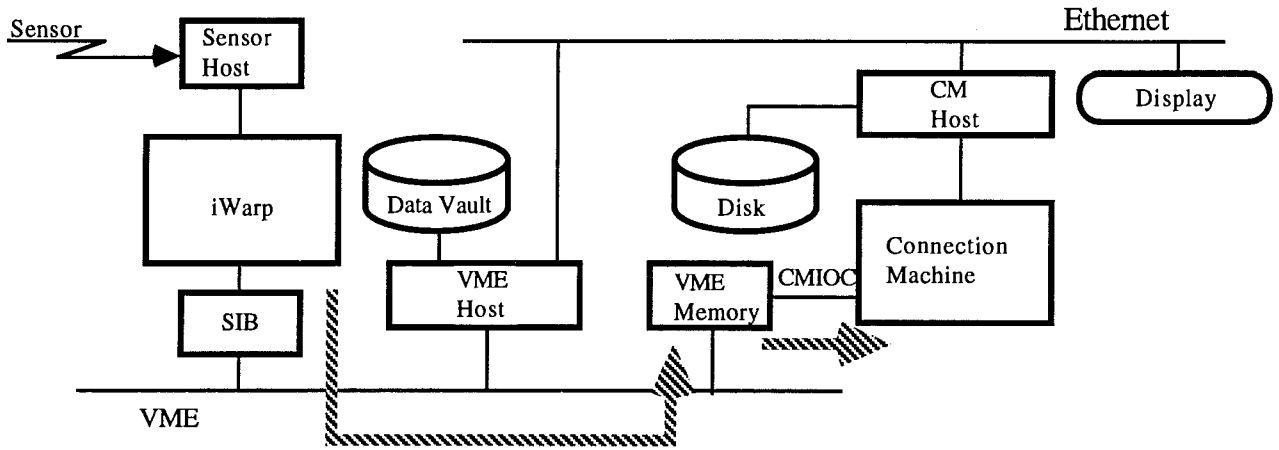 Sensor
Sensor
Host
Ethernet
CM
Host
Display
iWarp
Data Vault
Disk
Connection
Machine
VME
Host
VME
Memory
CMIOC
SIB
VME